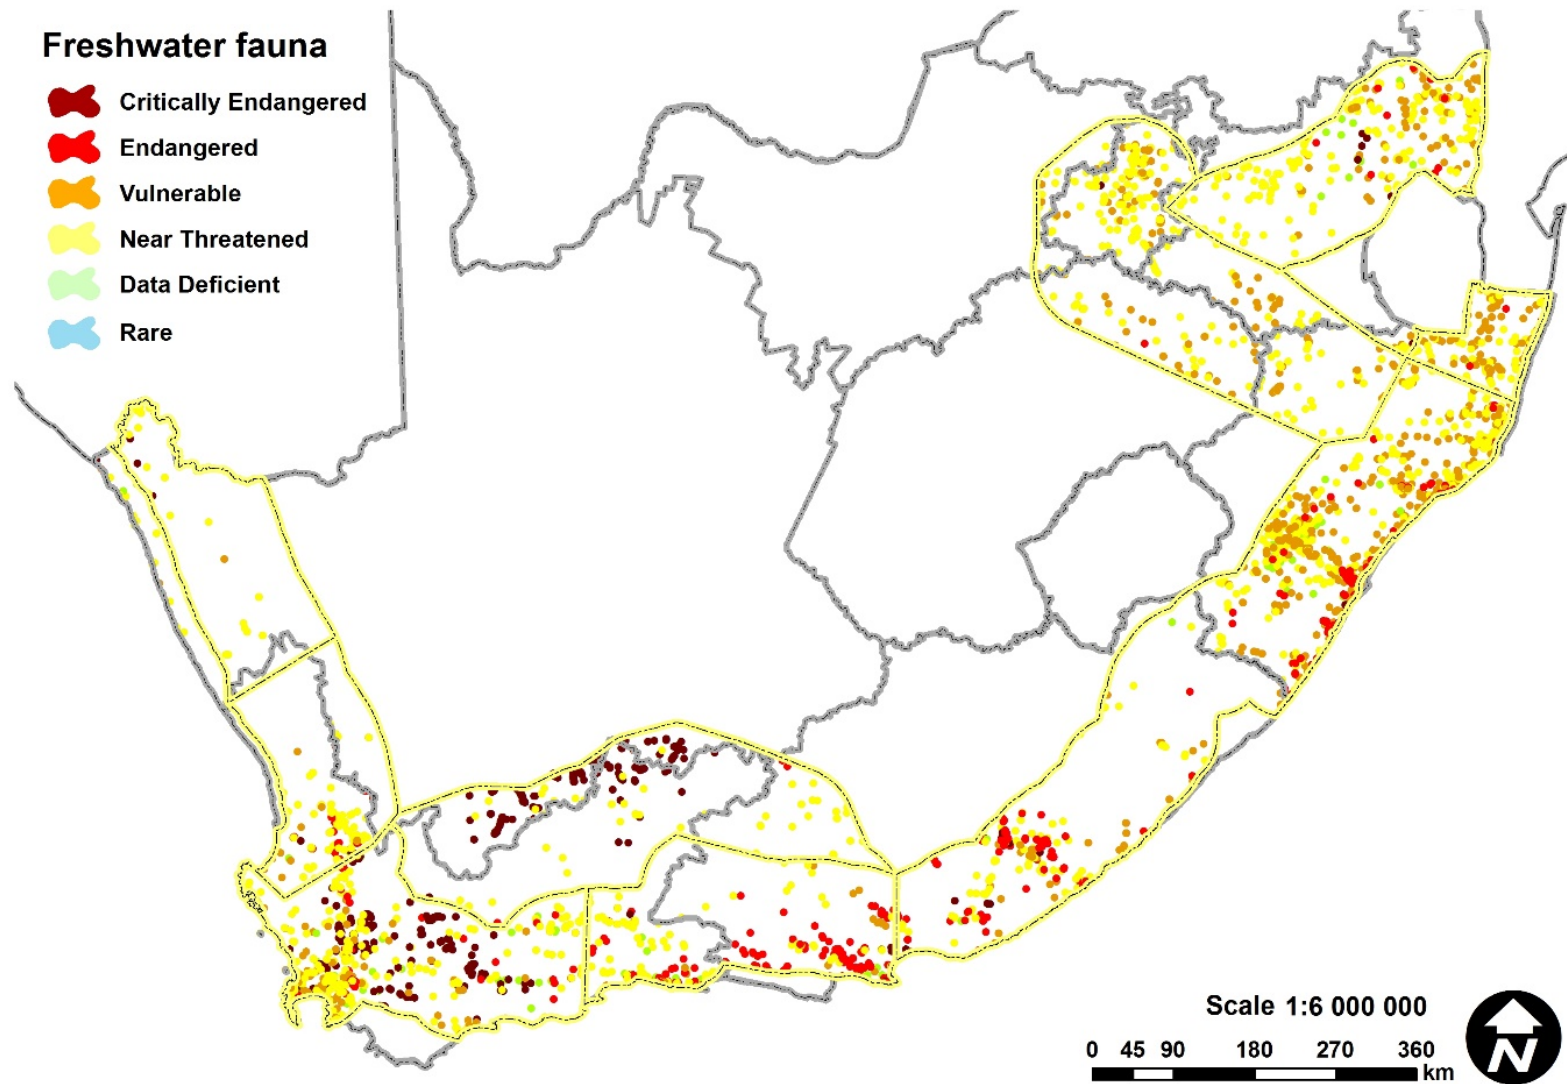 Freshwater fauna
Critically Endangered
Endangered
Vulnerable
Near Threatened
Data Deficient
Rare
Scale 1:6 000 000
0 45 90 180 270 360
km
N